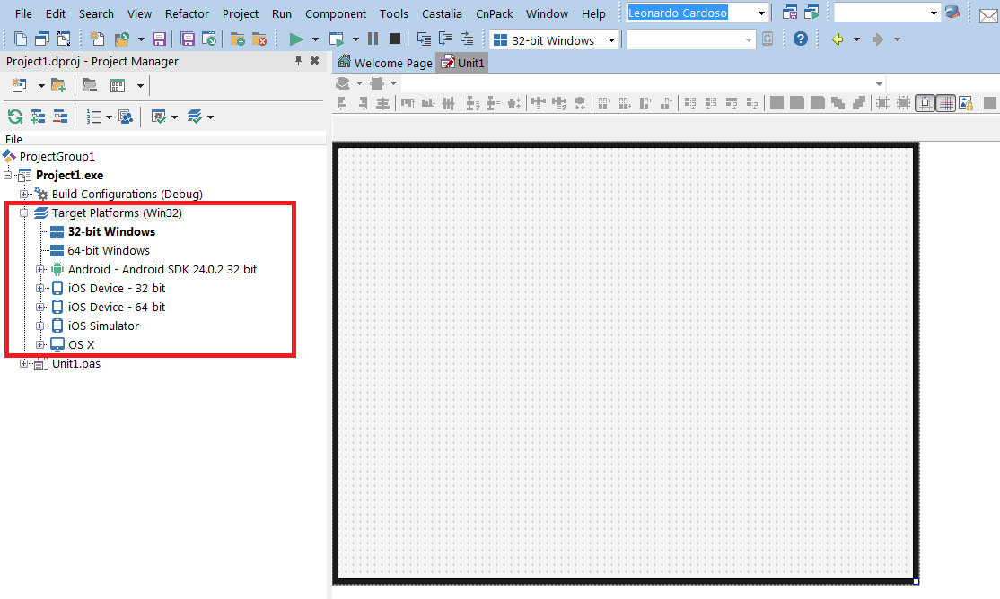 File Edit Search View Refactor Project Run Component Tools Castalia CnPack Window Help Leonardo Cardoso
32-bit Windows
Project1.dproj - Project Manager
Welcome Page Unit1
File
ProjectGroup1
Project1.exe
Build Configurations (Debug)
Target Platforms (Win32)
32-bit Windows
64-bit Windows
Android - Android SDK 24.0.2 32 bit
iOS Device - 32 bit
iOS Device - 64 bit
iOS Simulator
OS X
Unit1.pas